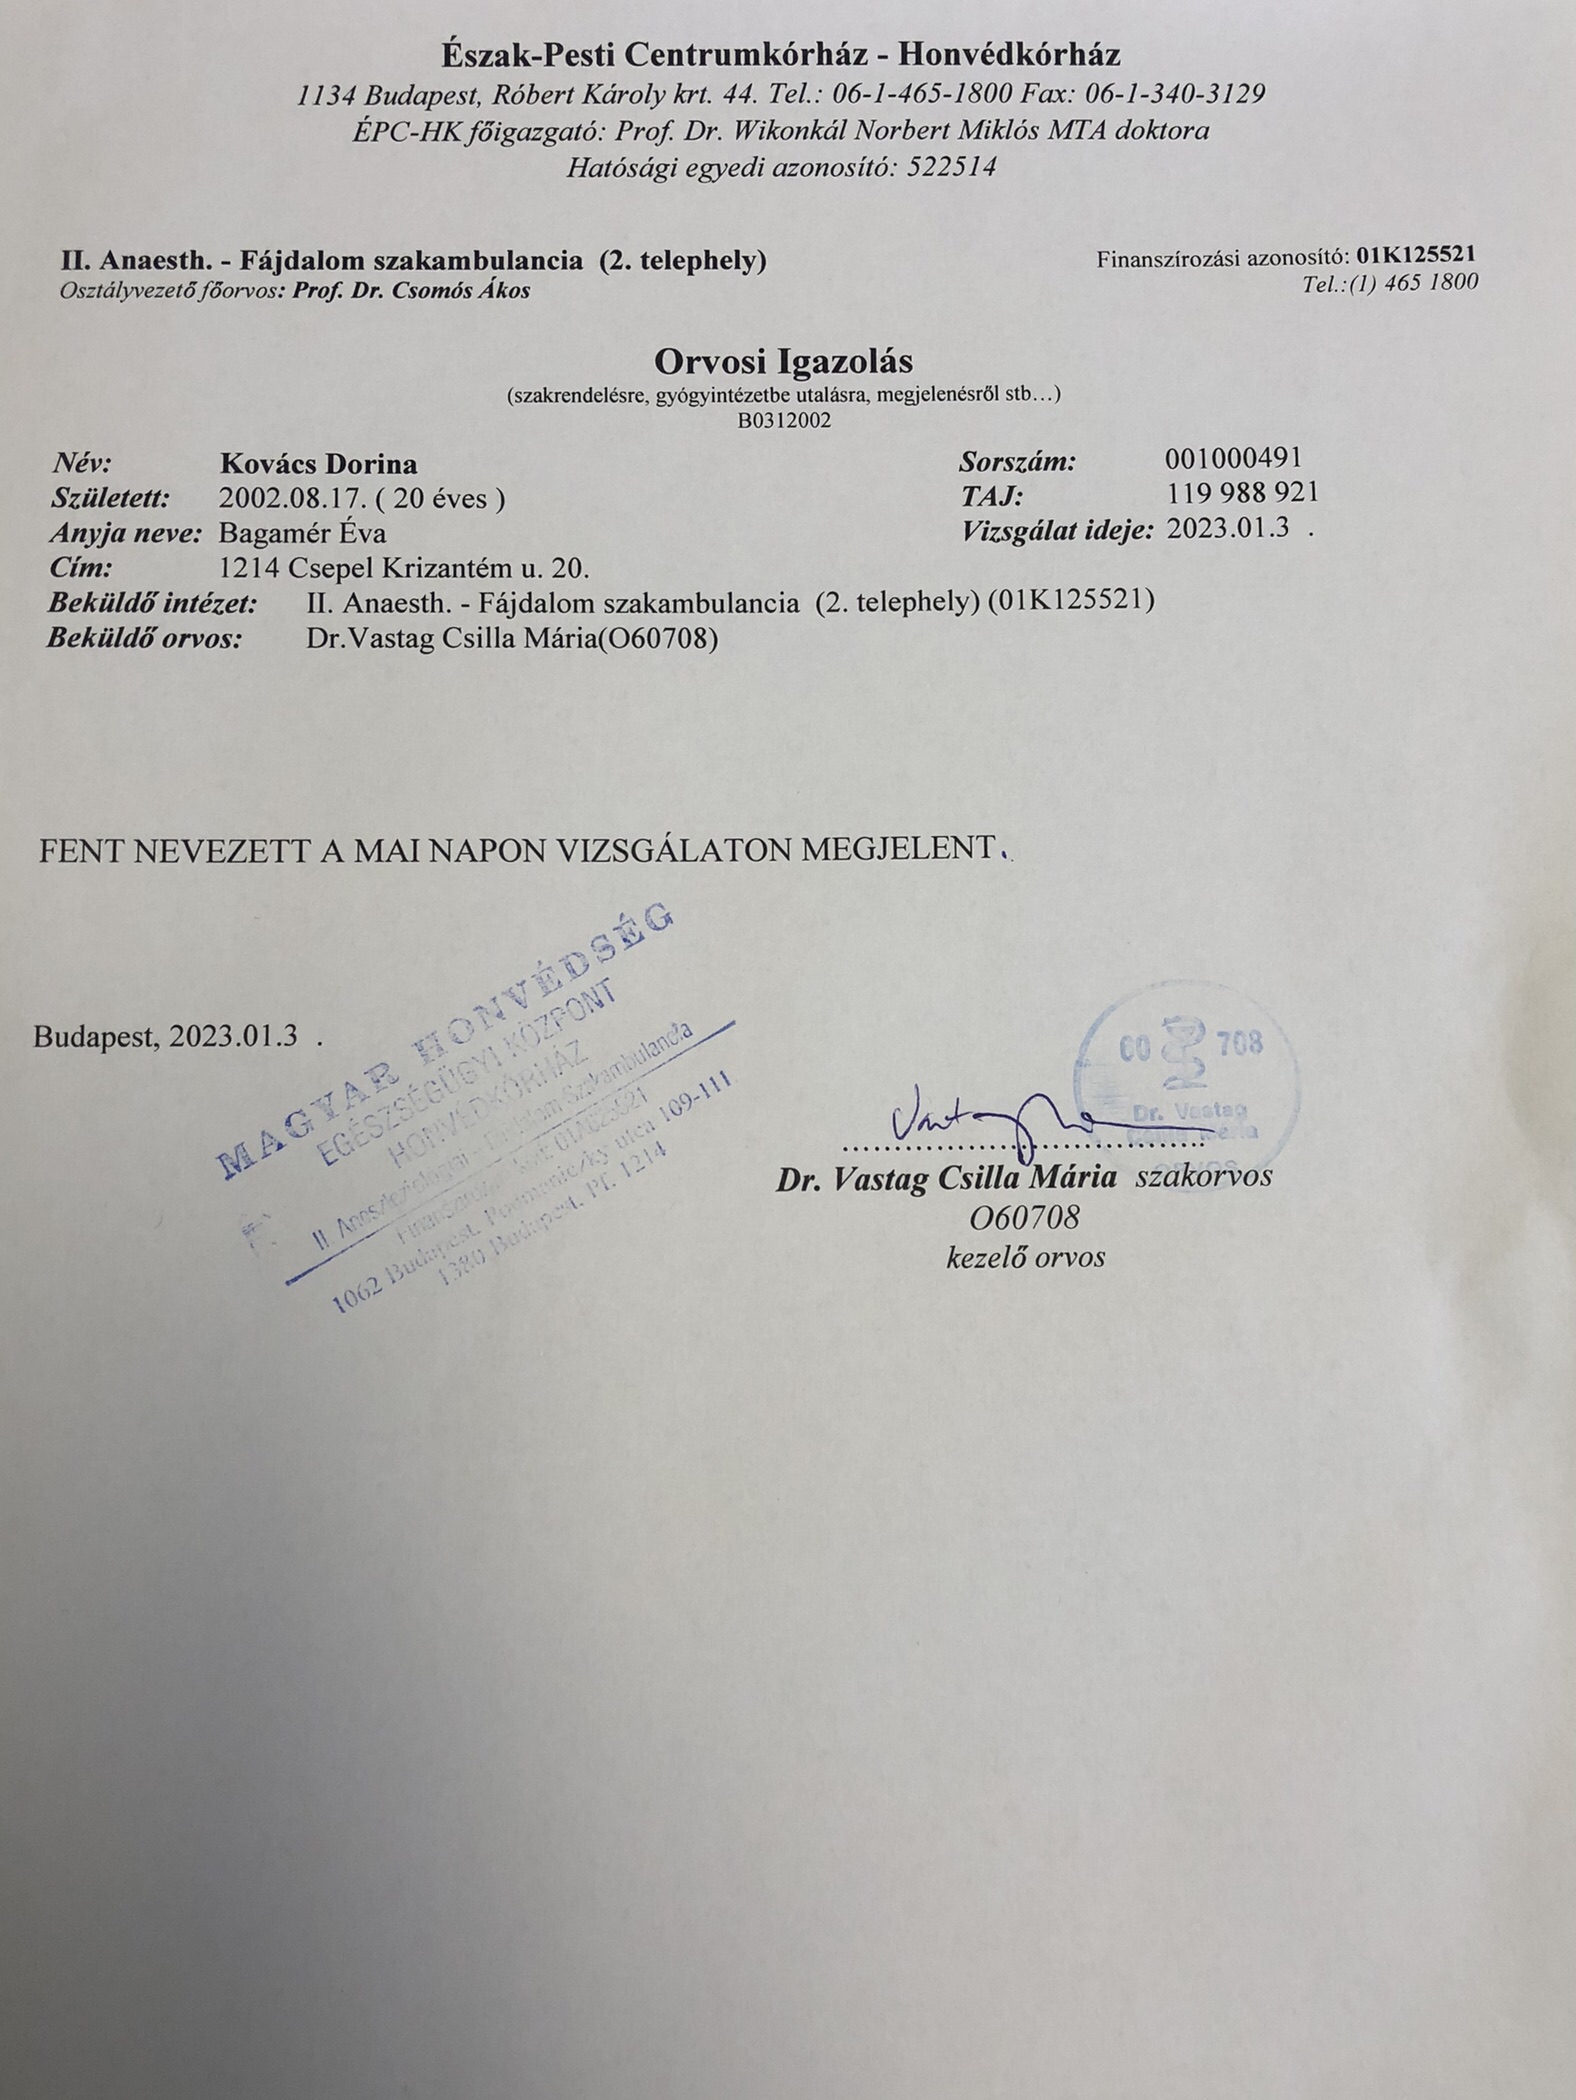 Észak-Pesti Centrumkórház - Honvédkórház
1134 Budapest, Róbert Károly krt. 44. Tel.: 06-1-465-1800 Fax: 06-1-340-3129
ÉPC-HK főigazgató: Prof. Dr. Wikonkál Norbert Miklós MTA doktora
Hatósági egyedi azonosító: 522514
II. Anaesth. - Fájdalom szakambulancia (2. telephely)
Osztályvezető főorvos: Prof. Dr. Csomós Ákos
Finanszírozási azonosító: 01K125521
Tel.:(1) 465 1800
Orvosi Igazolás
(szakrendelésre, gyógyintézetbe utalásra, megjelenésről stb...)
B0312002
Név: Kovács Dorina
Sorszám: 001000491
Született: 2002.08.17. ( 20 éves )
TAJ: 119 988 921
Anyja neve: Bagamér Éva
Vizsgálat ideje: 2023.01.3 .
Cím: 1214 Csepel Krizantém u. 20.
Beküldő intézet: II. Anaesth. - Fájdalom szakambulancia (2. telephely) (01K125521)
Beküldő orvos: Dr.Vastag Csilla Mária(O60708)
FENT NEVEZETT A MAI NAPON VIZSGÁLATON MEGJELENT.
Budapest, 2023.01.3 .
MAGYAR HONVÉDSÉG
EGÉSZSÉGÜGYI KÖZPONT
HONVÉDKÓRHÁZ
II. Aneszteziológiai - Fájdalom Szakambulancia
1062 Budapest, Podmaniczky utca 109-111
1380 Budapest, Pf. 1214
60 708
Dr. Vastag
Csilla Mária
ORVOS
Dr. Vastag Csilla Mária szakorvos
O60708
kezelő orvos